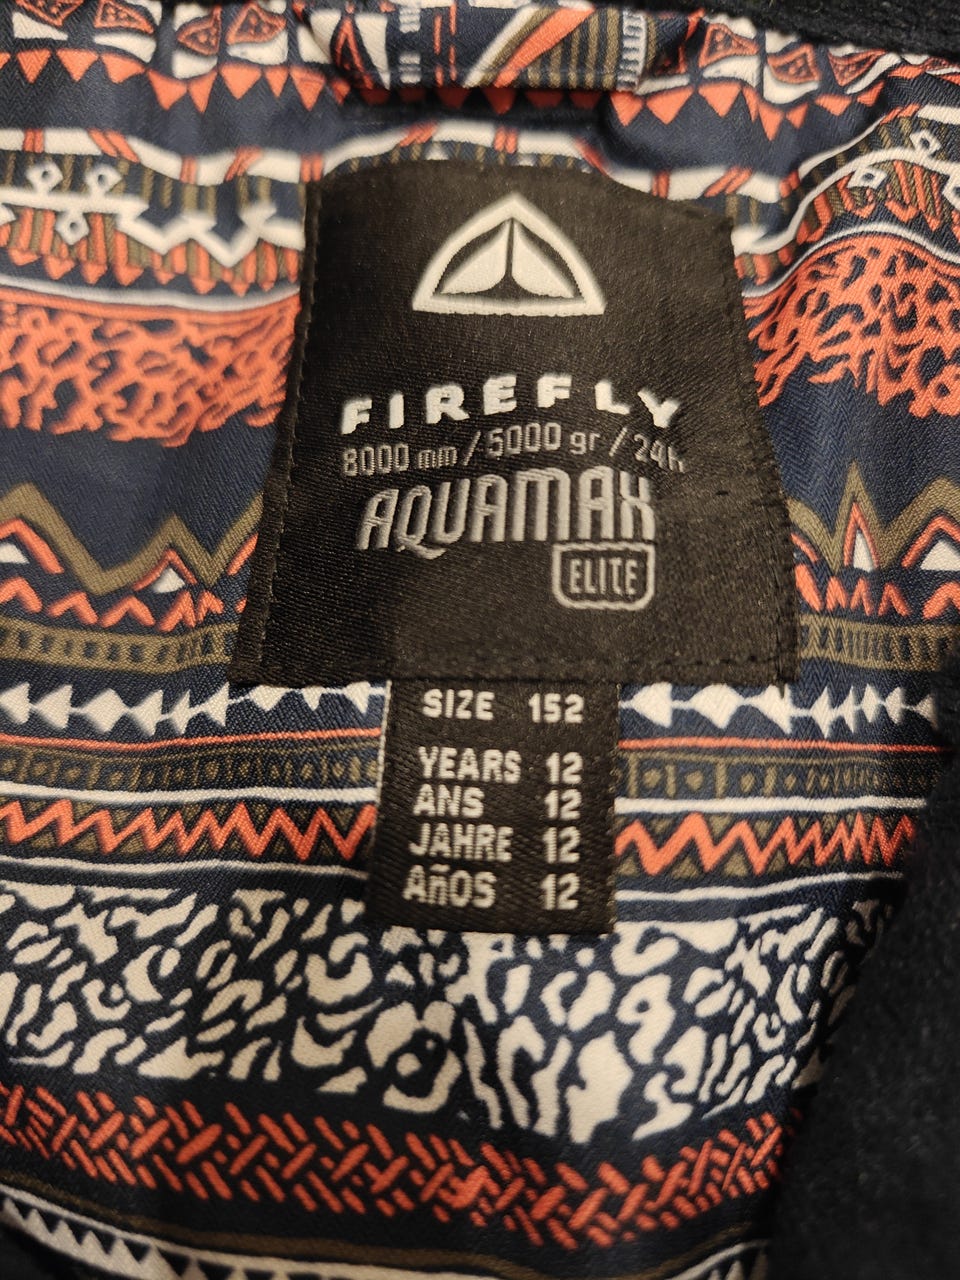 FIREFLY
8000 mm / 5000 gr / 24h
AQUAMAX
ELITE
SIZE 152
YEARS 12
ANS 12
JAHRE 12
AñOS 12